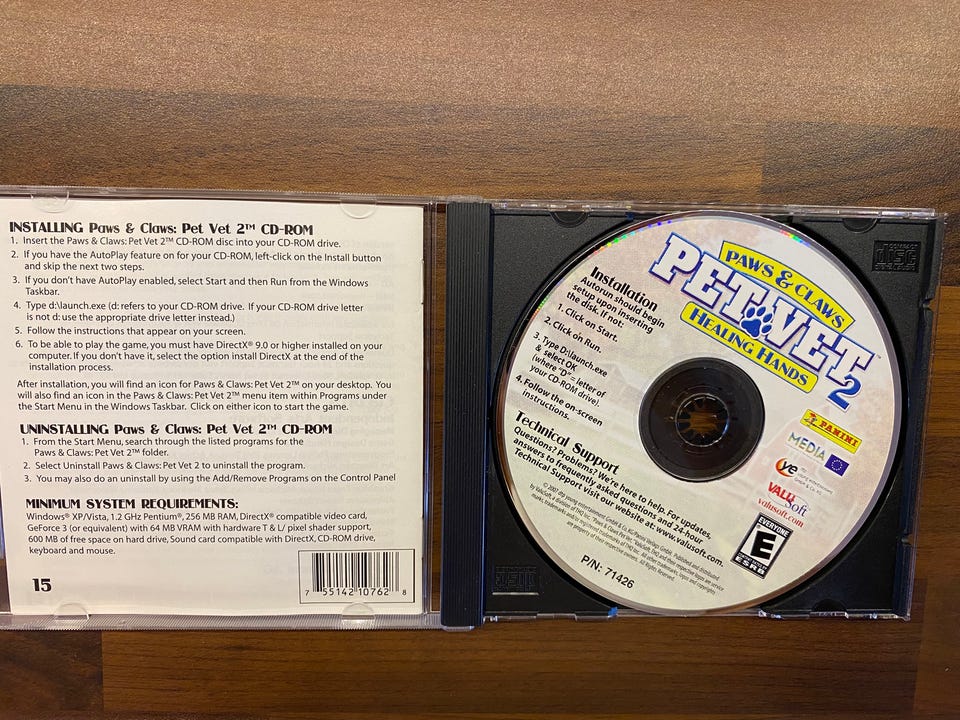 INSTALLING Paws & Claws: Pet Vet 2™ CD-ROM
1. Insert the Paws & Claws: Pet Vet 2™ CD-ROM disc into your CD-ROM drive.
2. If you have the AutoPlay feature on for your CD-ROM, left-click on the Install button
and skip the next two steps.
3. If you don't have AutoPlay enabled, select Start and then Run from the Windows
Taskbar.
4. Type d:\launch.exe (d: refers to your CD-ROM drive. If your CD-ROM drive letter
is not d: use the appropriate drive letter instead.)
5. Follow the instructions that appear on your screen.
6. To be able to play the game, you must have DirectX® 9.0 or higher installed on your
computer. If you don't have it, select the option install DirectX at the end of the
installation process.
After installation, you will find an icon for Paws & Claws: Pet Vet 2™ on your desktop. You
will also find an icon in the Paws & Claws: Pet Vet 2™ menu item within Programs under
the Start Menu in the Windows Taskbar. Click on either icon to start the game.
UNINSTALLING Paws & Claws: Pet Vet 2™ CD-ROM
1. From the Start Menu, search through the listed programs for the
Paws & Claws: Pet Vet 2™ folder.
2. Select Uninstall Paws & Claws: Pet Vet 2 to uninstall the program.
3. You may also do an uninstall by using the Add/Remove Programs on the Control Panel
MINIMUM SYSTEM REQUIREMENTS:
Windows® XP/Vista, 1.2 GHz Pentium®, 256 MB RAM, DirectX® compatible video card,
GeForce 3 (or equivalent) with 64 MB VRAM with hardware T & L/ pixel shader support,
600 MB of free space on hard drive, Sound card compatible with DirectX, CD-ROM drive,
keyboard and mouse.
15
7 55142 10762 8
PAWS & CLAWS
PET VET 2
HEALING HANDS
Installation
Autorun should begin
setup upon inserting
the disk. If not:
1. Click on Start.
2. Click on Run.
3. Type D:\launch.exe
& select OK
(where "D"= letter of
your CD-ROM drive).
4. Follow the on-screen
instructions.
Technical Support
Questions? Problems? We're here to help. For updates,
answers to frequently asked questions and 24-hour
Technical Support visit our website at: www.valusoft.com.
PANINI
MEDIA
ValuSoft
valusoft.com
EVERYONE
E
ESRB
P/N: 71426
COMPACT
disc